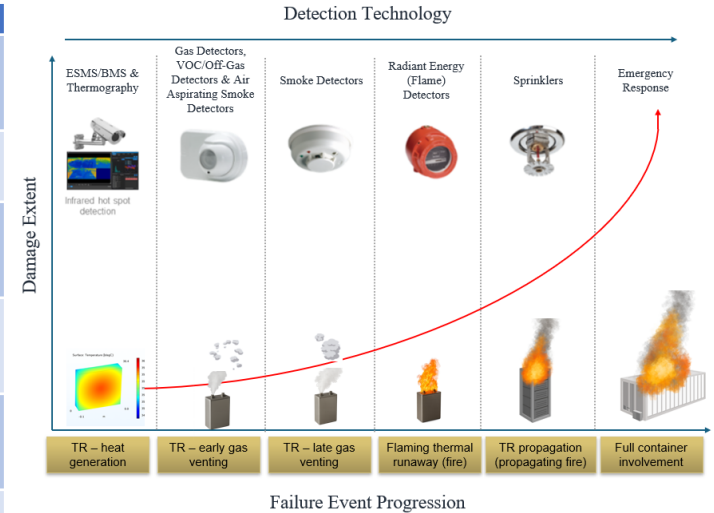 Detection Technology
ESMS/BMS &
Thermography
Gas Detectors,
VOC/Off-Gas
Detectors & Air
Aspirating Smoke
Detectors
Smoke Detectors
Radiant Energy
(Flame)
Detectors
Sprinklers
Emergency
Response
Infrared hot spot
detection
Damage Extent
TR – heat
generation
TR – early gas
venting
TR – late gas
venting
Flaming thermal
runaway (fire)
TR propagation
(propagating fire)
Full container
involvement
Failure Event Progression